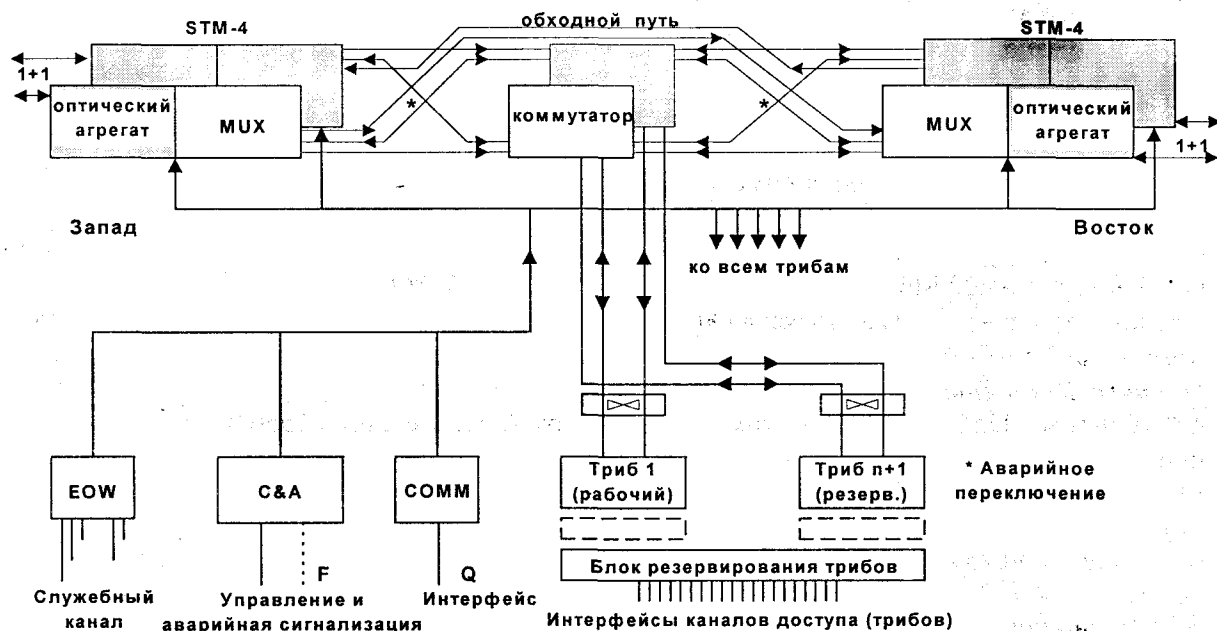 обходной путь
STM-4
STM-4
1+1
оптический
агрегат
MUX
*
коммутатор
*
MUX
оптический
агрегат
1+1
Запад
Восток
ко всем трибам
EOW
C&A
COMM
Триб 1
(рабочий)
Триб n+1
(резерв.)
* Аварийное
переключение
Блок резервирования трибов
F
Q
Служебный
канал
Управление и
аварийная сигнализация
Интерфейс
Интерфейсы каналов доступа (трибов)